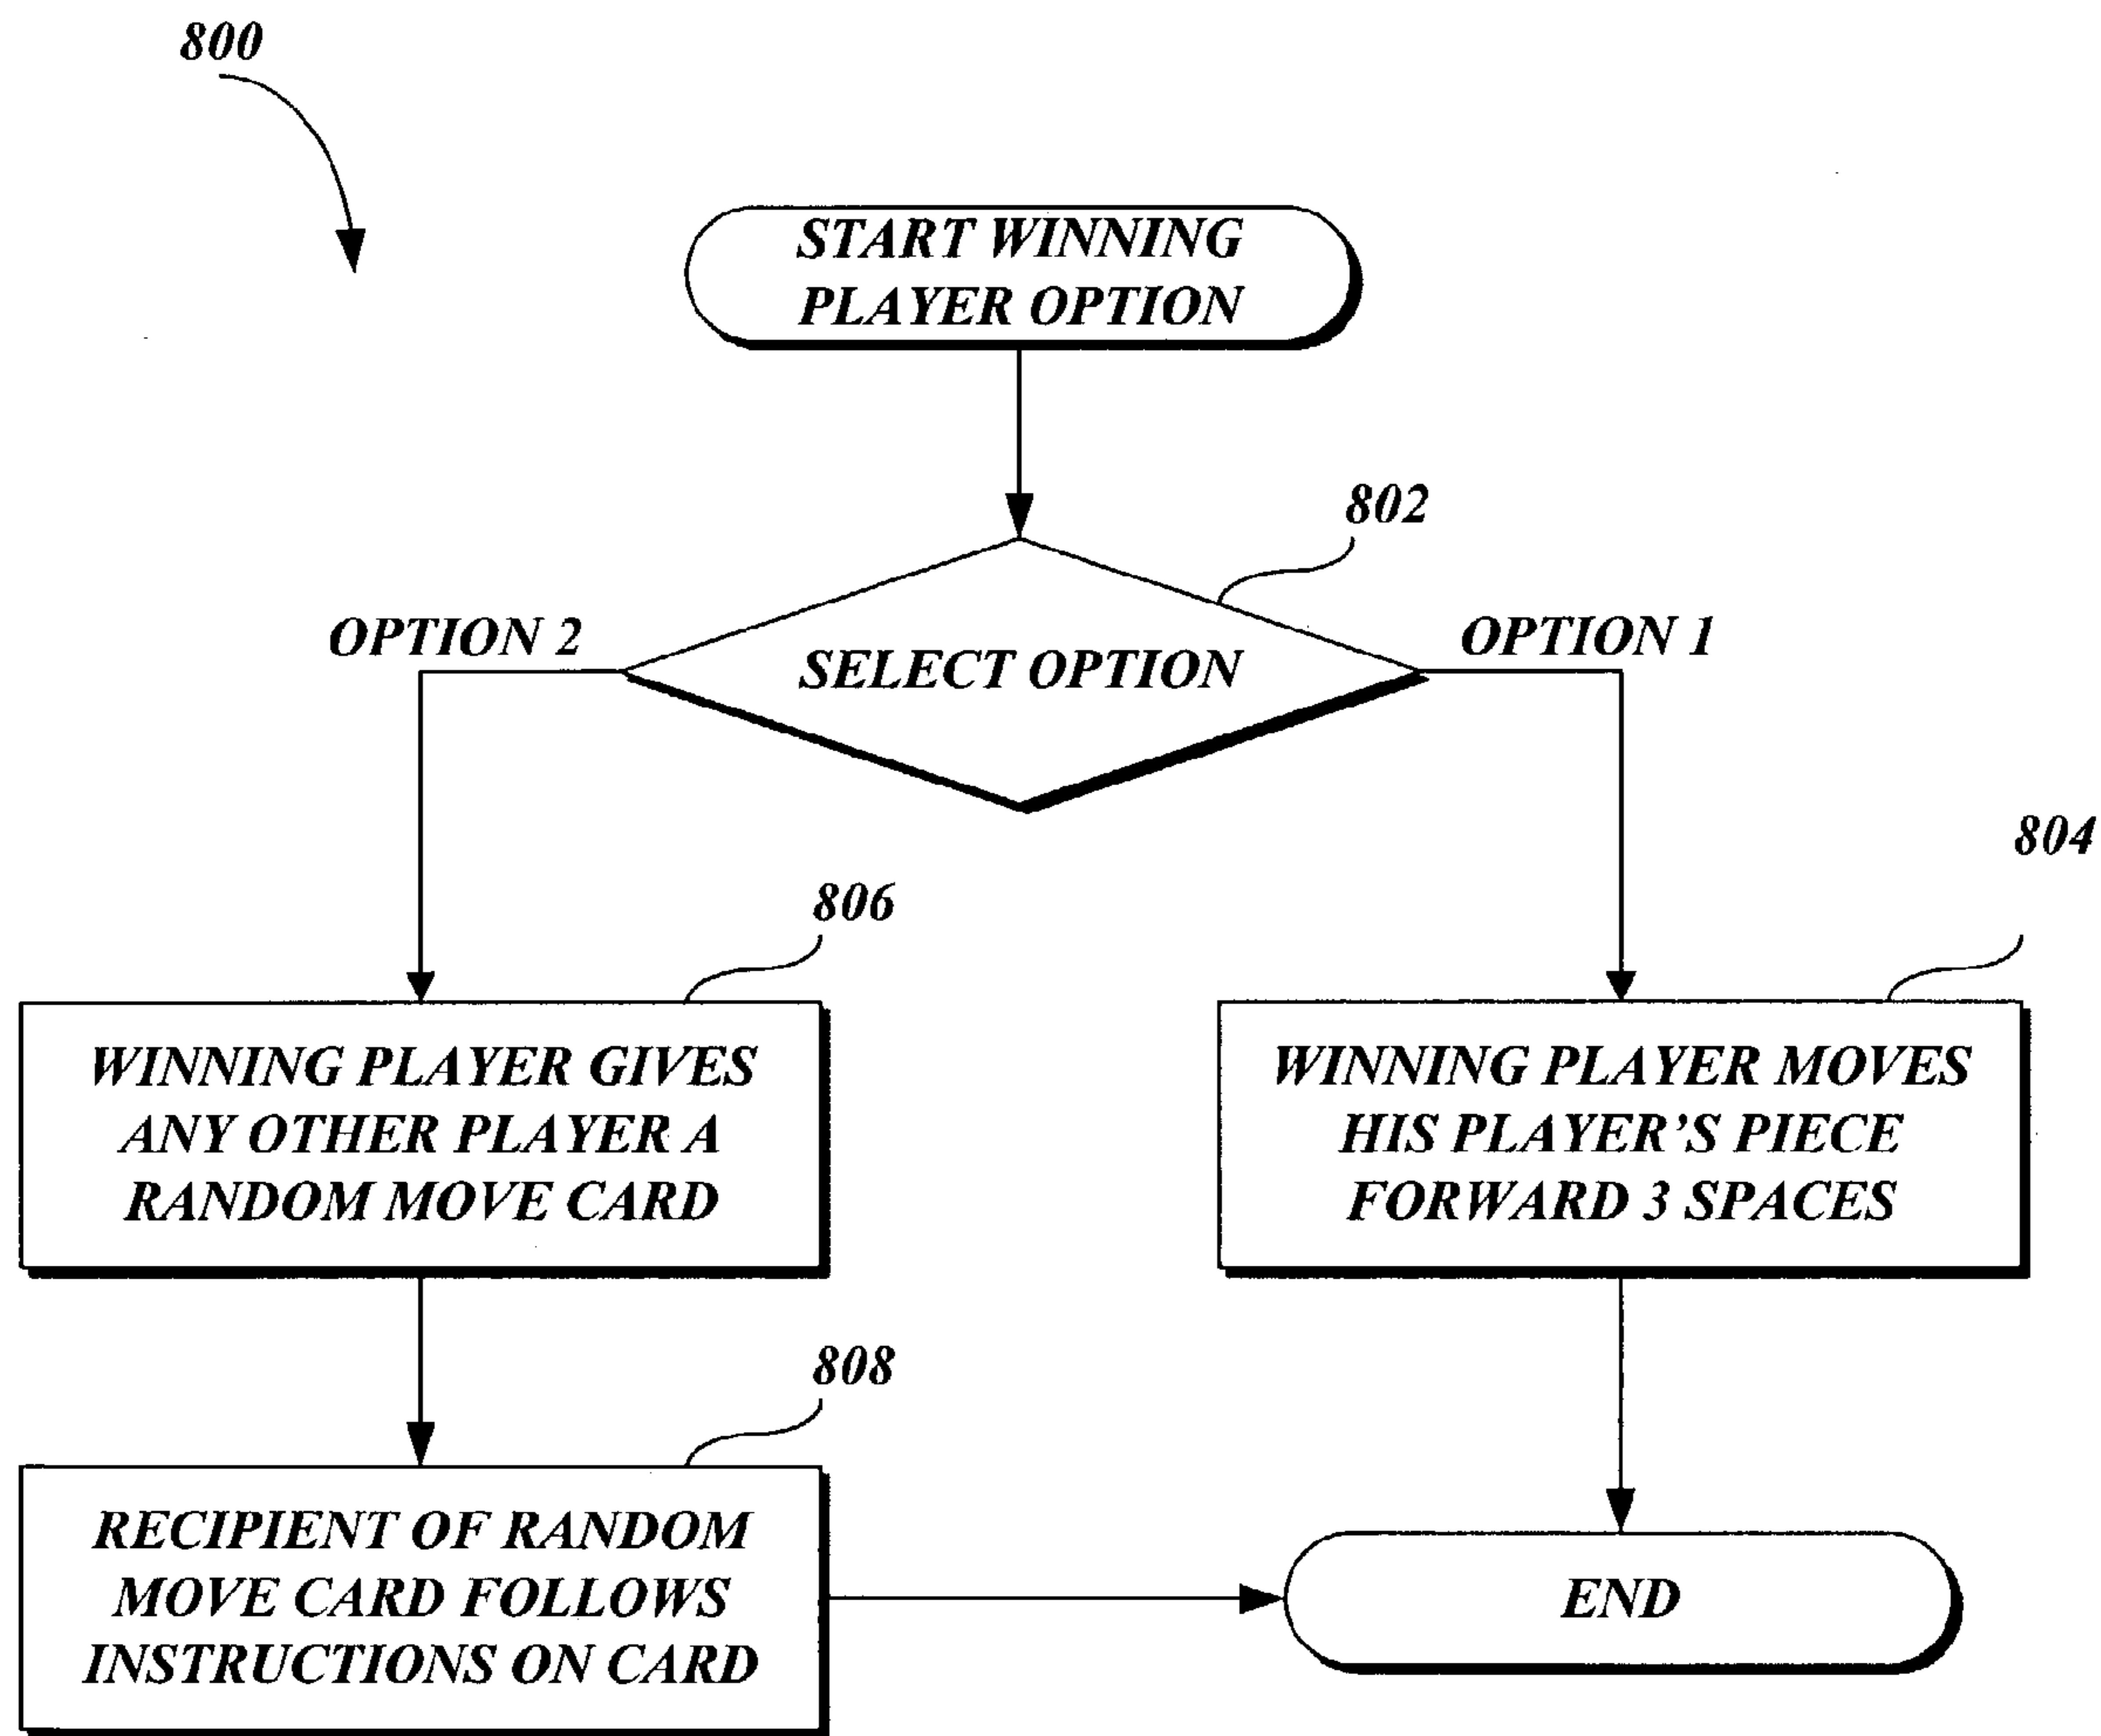 800
START WINNING
PLAYER OPTION
802
OPTION 2
SELECT OPTION
OPTION 1
804
806
WINNING PLAYER GIVES
ANY OTHER PLAYER A
RANDOM MOVE CARD
WINNING PLAYER MOVES
HIS PLAYER’S PIECE
FORWARD 3 SPACES
808
RECIPIENT OF RANDOM
MOVE CARD FOLLOWS
INSTRUCTIONS ON CARD
END